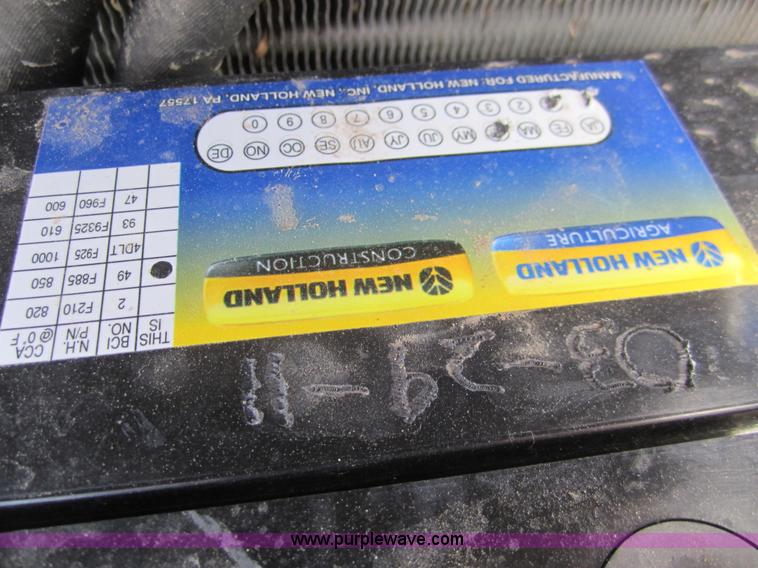 03-29-11
NEW HOLLAND
AGRICULTURE
NEW HOLLAND
CONSTRUCTION
THIS IS BCI NO. N.H. P/N CCA @ 0°F
2 F210 820
49 F885 850
4DLT F925 1000
93 F9325 610
47 F960 600
JA FE MA MY JU JY AU SE OC NO DE
2 3 4 5 6 7 8 9 0
MANUFACTURED FOR: NEW HOLLAND, INC., NEW HOLLAND, PA 17557
www.purplewave.com